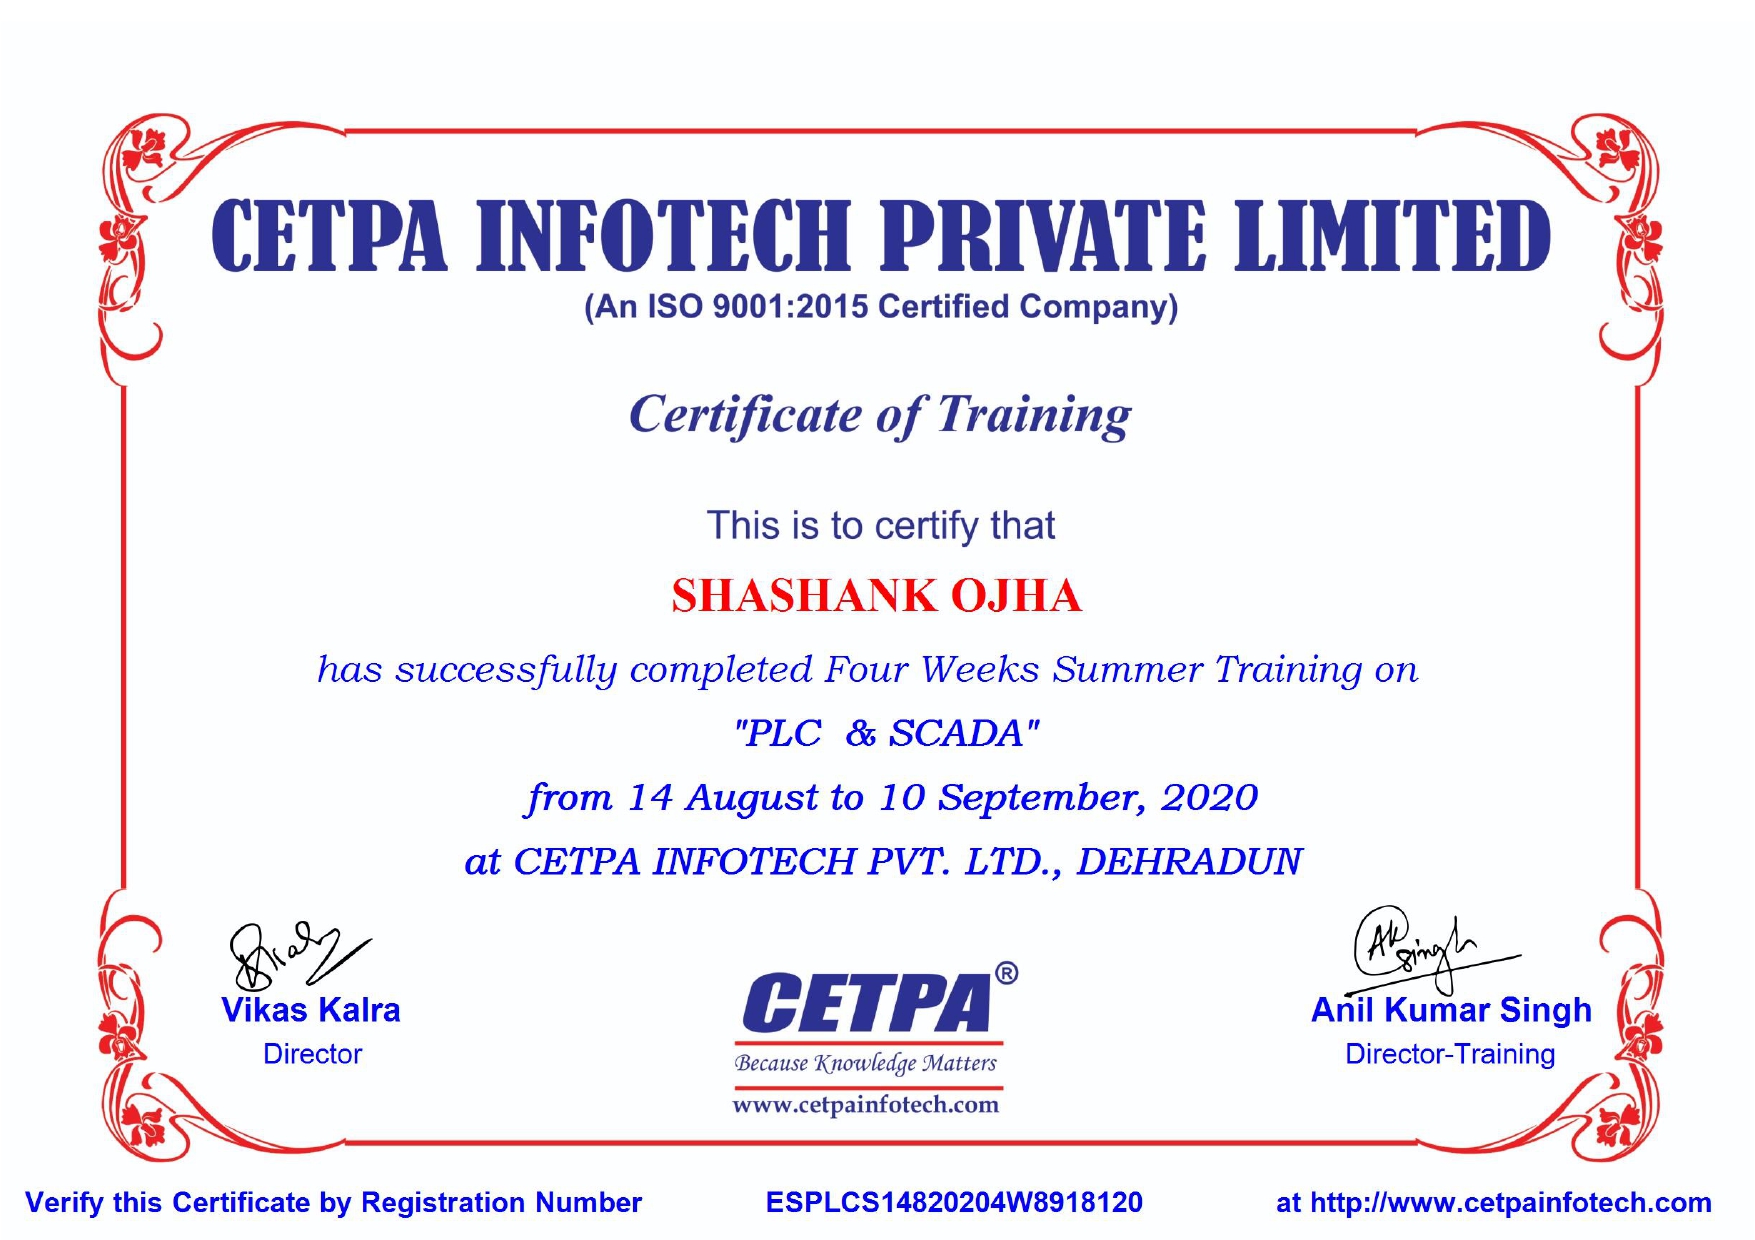 CETPA INFOTECH PRIVATE LIMITED
(An ISO 9001:2015 Certified Company)
Certificate of Training
This is to certify that
SHASHANK OJHA
has successfully completed Four Weeks Summer Training on
"PLC & SCADA"
from 14 August to 10 September, 2020
at CETPA INFOTECH PVT. LTD., DEHRADUN
AK Singh
Vikas Kalra
Director
Anil Kumar Singh
Director-Training
CETPA®
Because Knowledge Matters
www.cetpainfotech.com
Verify this Certificate by Registration Number ESPLCS14820204W8918120 at http://www.cetpainfotech.com